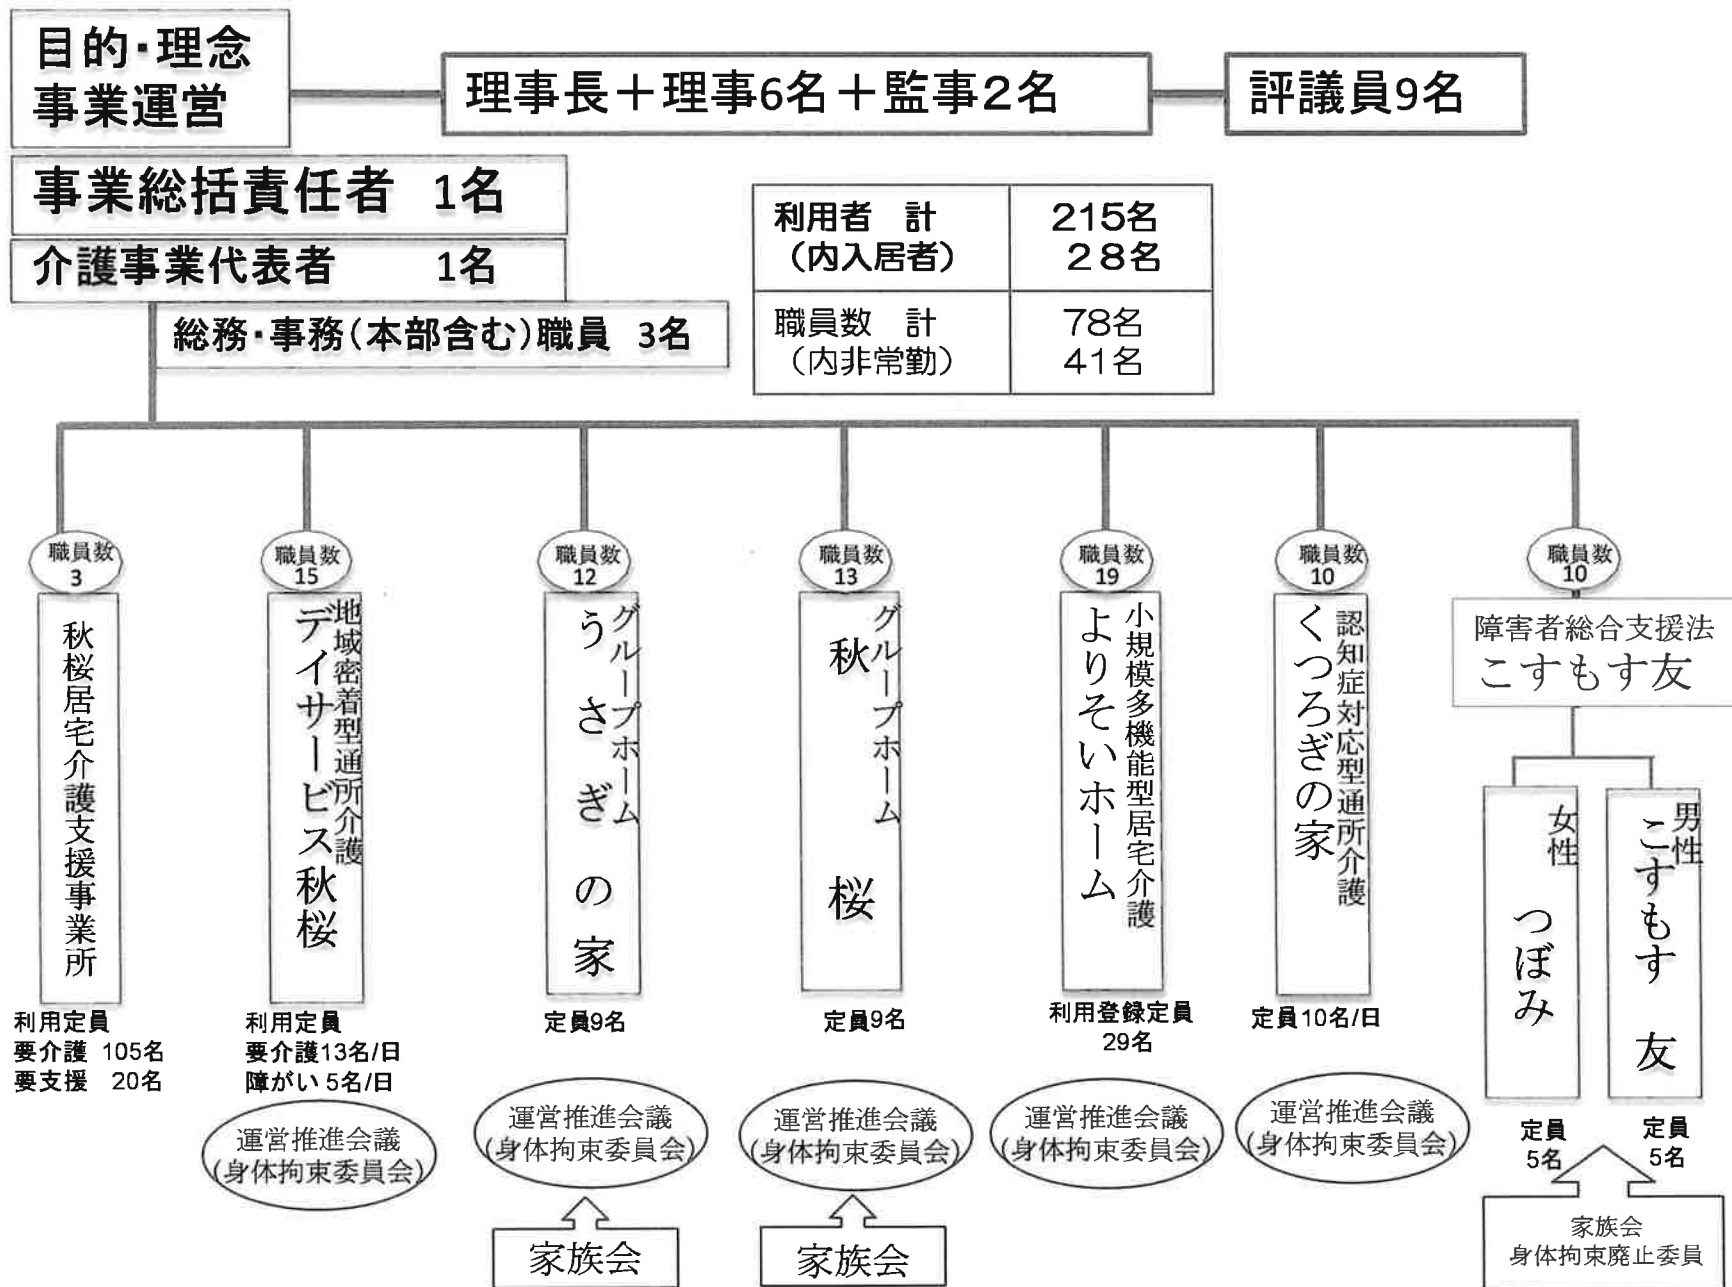 目的・理念
事業運営
理事長＋理事6名＋監事2名
評議員9名
事業総括責任者 1名
介護事業代表者 1名
総務・事務(本部含む)職員 3名
利用者 計 215名
（内入居者） 28名
職員数 計 78名
（内非常勤） 41名
職員数
3
秋桜居宅介護支援事業所
利用定員
要介護 105名
要支援 20名
職員数
15
地域密着型通所介護
デイサービス秋桜
利用定員
要介護13名/日
障がい 5名/日
運営推進会議
(身体拘束委員会)
職員数
12
グループホーム
うさぎの家
定員9名
運営推進会議
(身体拘束委員会)
家族会
職員数
13
グループホーム
秋桜
定員9名
運営推進会議
(身体拘束委員会)
家族会
職員数
19
小規模多機能型居宅介護
よりそいホーム
利用登録定員
29名
運営推進会議
(身体拘束委員会)
職員数
10
認知症対応型通所介護
くつろぎの家
定員10名/日
運営推進会議
(身体拘束委員会)
職員数
10
障害者総合支援法
こすもす友
女性
つぼみ
定員
5名
男性
こすもす 友
定員
5名
家族会
身体拘束廃止委員